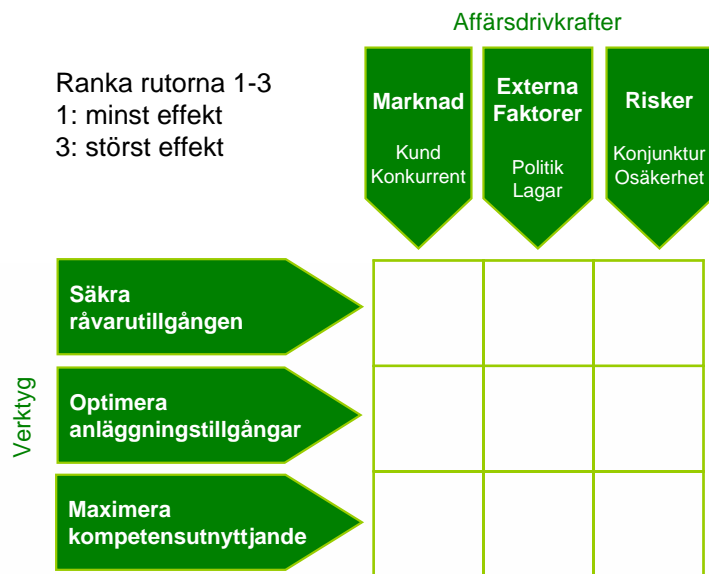 Affärsdrivkrafter
Ranka rutorna 1-3
1: minst effekt
3: störst effekt
Marknad
Kund
Konkurrent
Externa
Faktorer
Politik
Lagar
Risker
Konjunktur
Osäkerhet
Verktyg
Säkra
råvarutillgången
Optimera
anläggningstillgångar
Maximera
kompetensutnyttjande